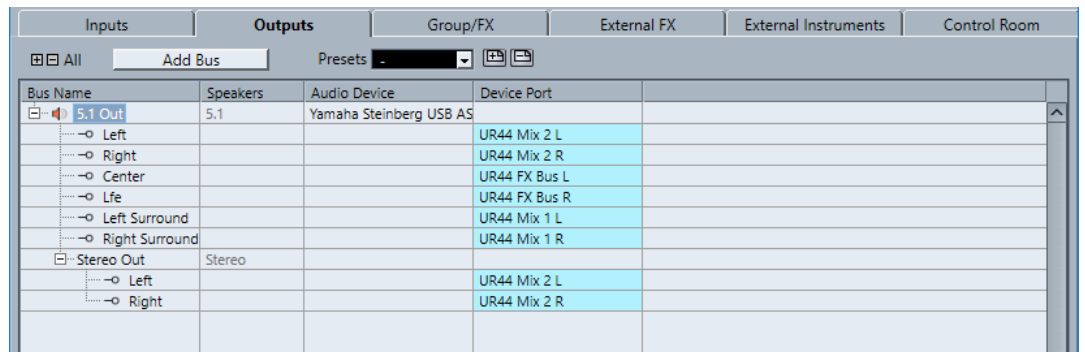 Inputs Outputs Group/FX External FX External Instruments Control Room
All Add Bus Presets -
Bus Name Speakers Audio Device Device Port
5.1 Out 5.1 Yamaha Steinberg USB AS
Left UR44 Mix 2 L
Right UR44 Mix 2 R
Center UR44 FX Bus L
Lfe UR44 FX Bus R
Left Surround UR44 Mix 1 L
Right Surround UR44 Mix 1 R
Stereo Out Stereo
Left UR44 Mix 2 L
Right UR44 Mix 2 R